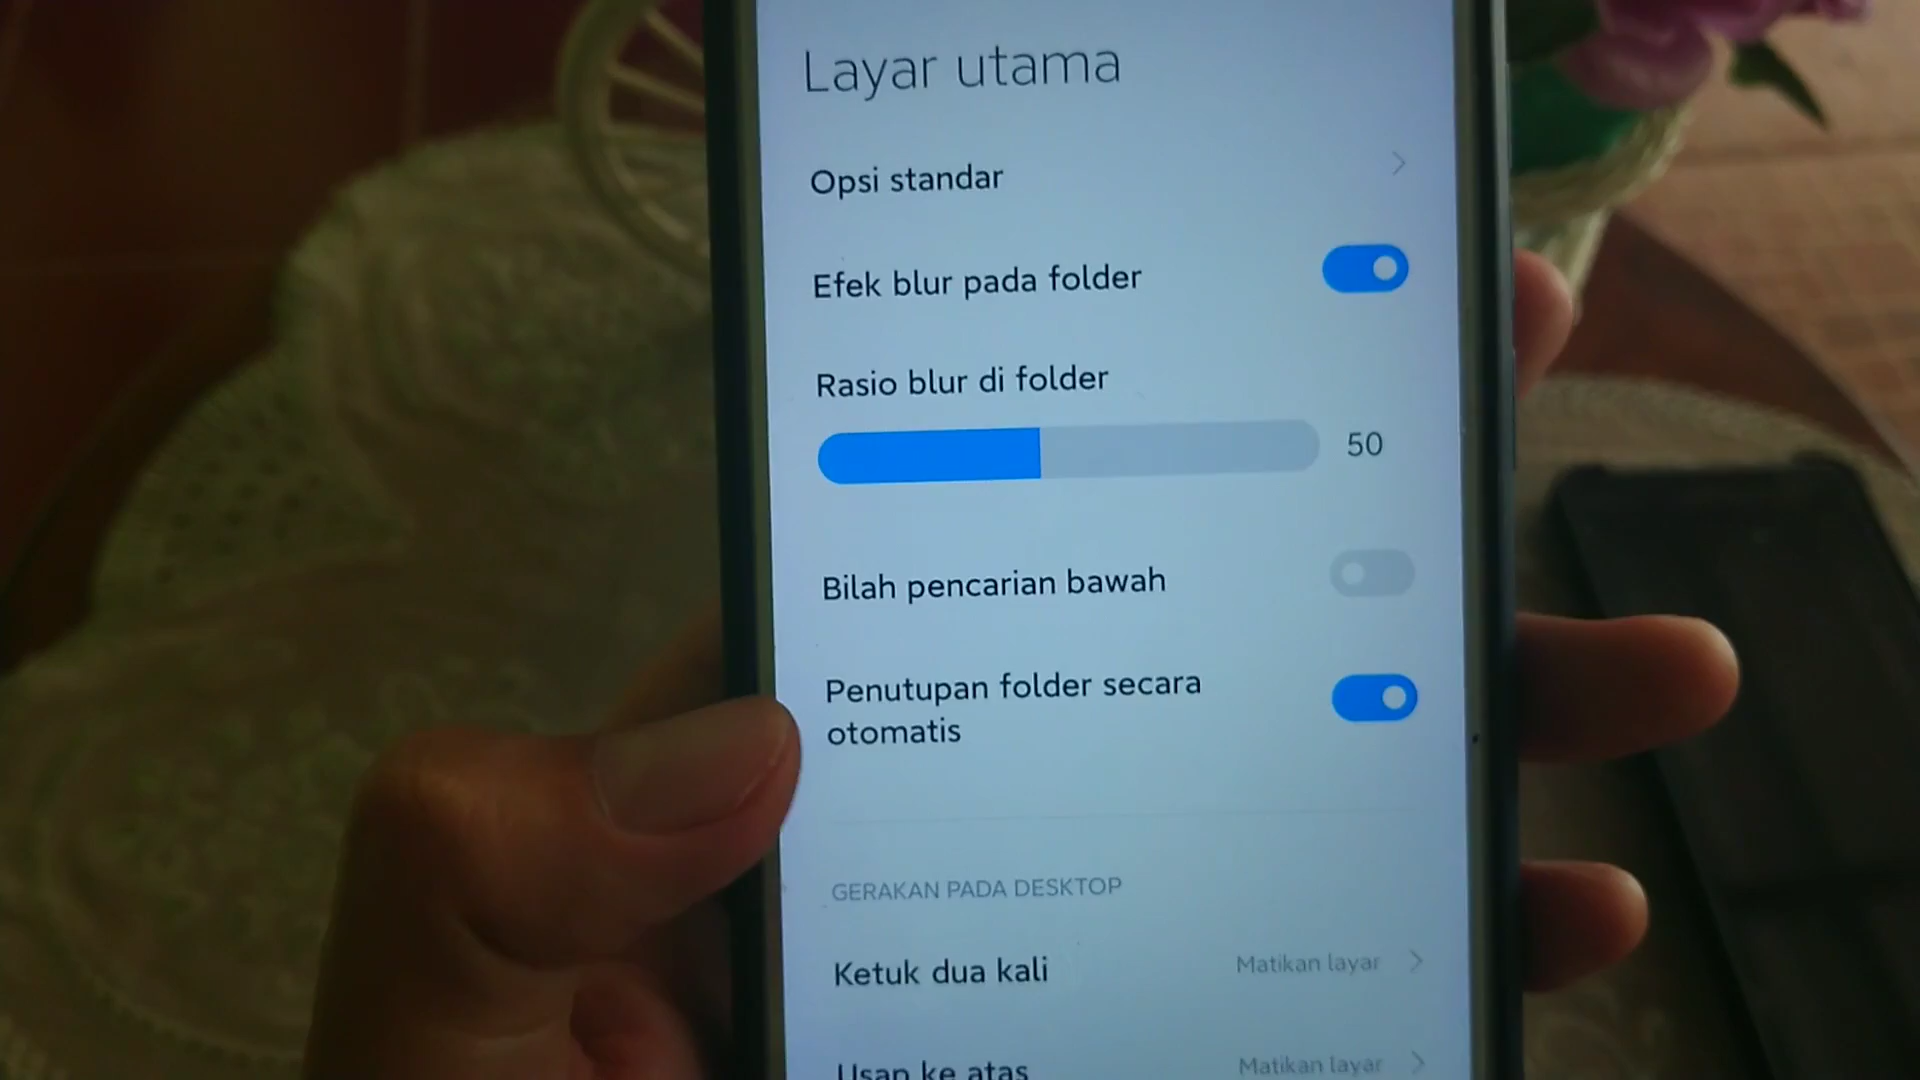 Layar utama
Opsi standar
Efek blur pada folder
Rasio blur di folder
50
Bilah pencarian bawah
Penutupan folder secara
otomatis
GERAKAN PADA DESKTOP
Ketuk dua kali
Matikan layar
Usap ke atas
Matikan layar